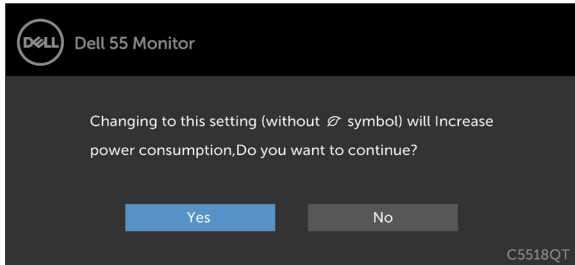 DELL Dell 55 Monitor
Changing to this setting (without symbol) will Increase
power consumption,Do you want to continue?
Yes No
C5518QT